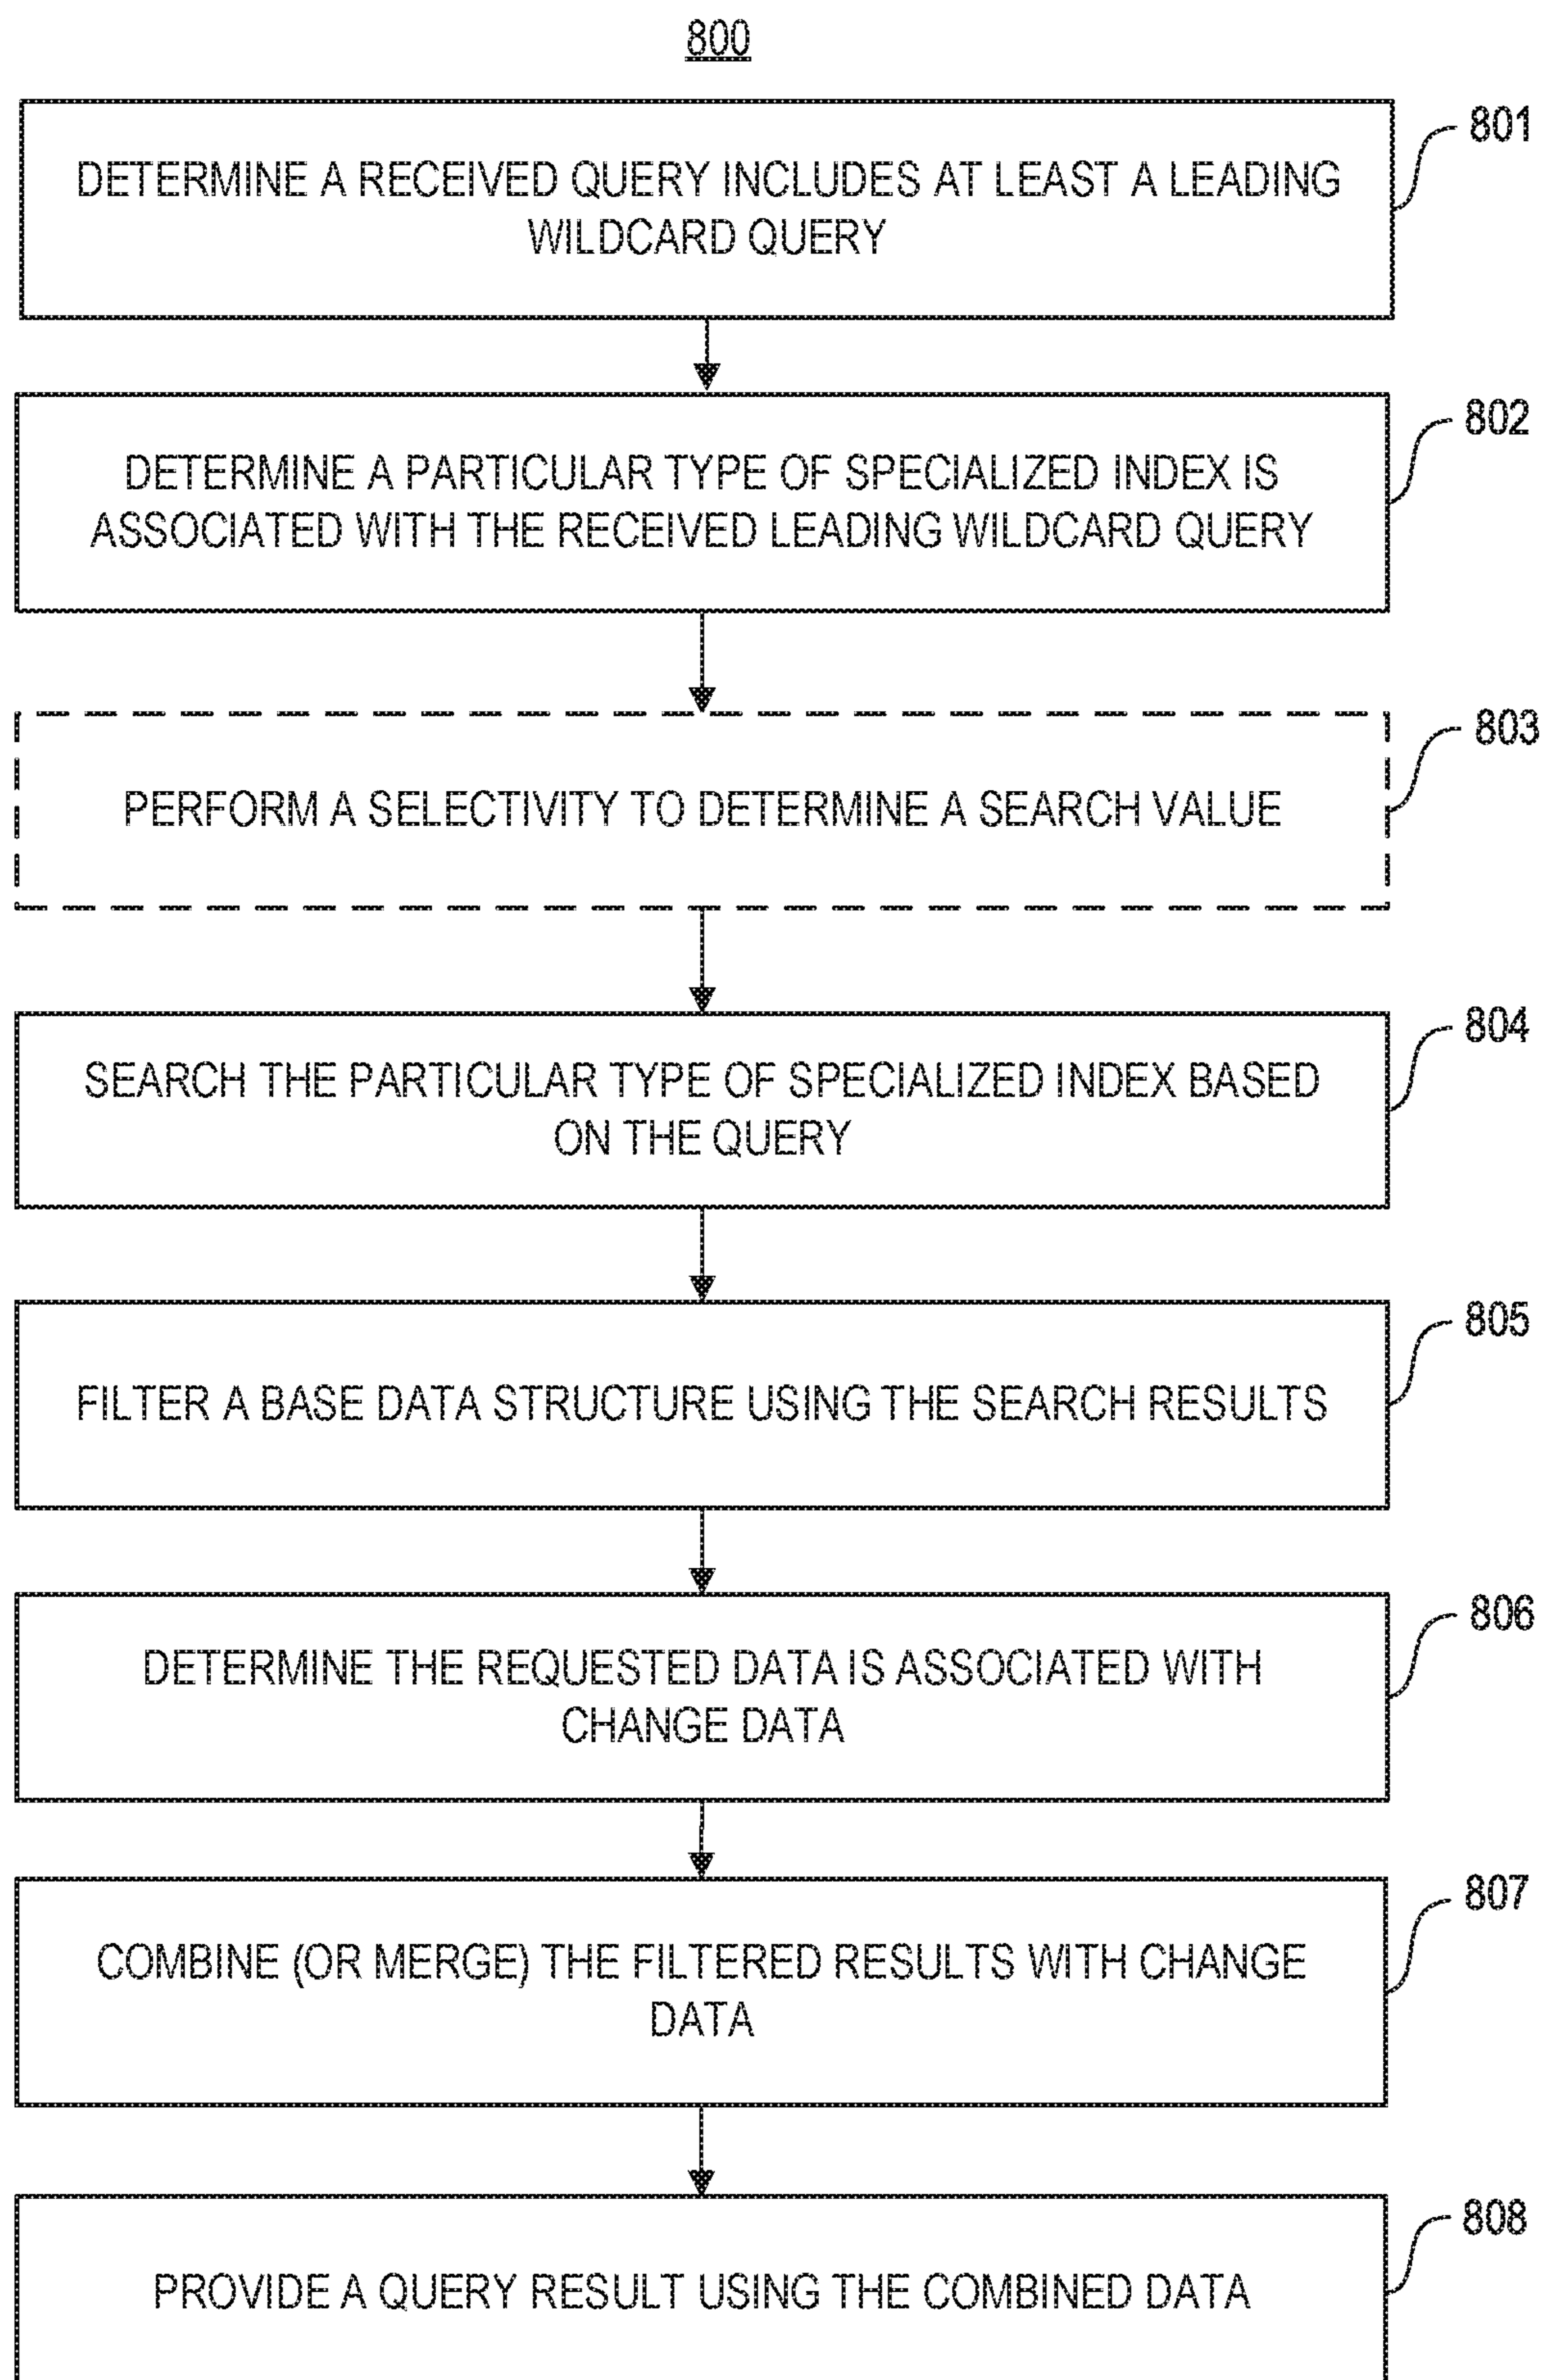 800
801
DETERMINE A RECEIVED QUERY INCLUDES AT LEAST A LEADING
WILDCARD QUERY
802
DETERMINE A PARTICULAR TYPE OF SPECIALIZED INDEX IS
ASSOCIATED WITH THE RECEIVED LEADING WILDCARD QUERY
803
PERFORM A SELECTIVITY TO DETERMINE A SEARCH VALUE
804
SEARCH THE PARTICULAR TYPE OF SPECIALIZED INDEX BASED
ON THE QUERY
805
FILTER A BASE DATA STRUCTURE USING THE SEARCH RESULTS
806
DETERMINE THE REQUESTED DATA IS ASSOCIATED WITH
CHANGE DATA
807
COMBINE (OR MERGE) THE FILTERED RESULTS WITH CHANGE
DATA
808
PROVIDE A QUERY RESULT USING THE COMBINED DATA